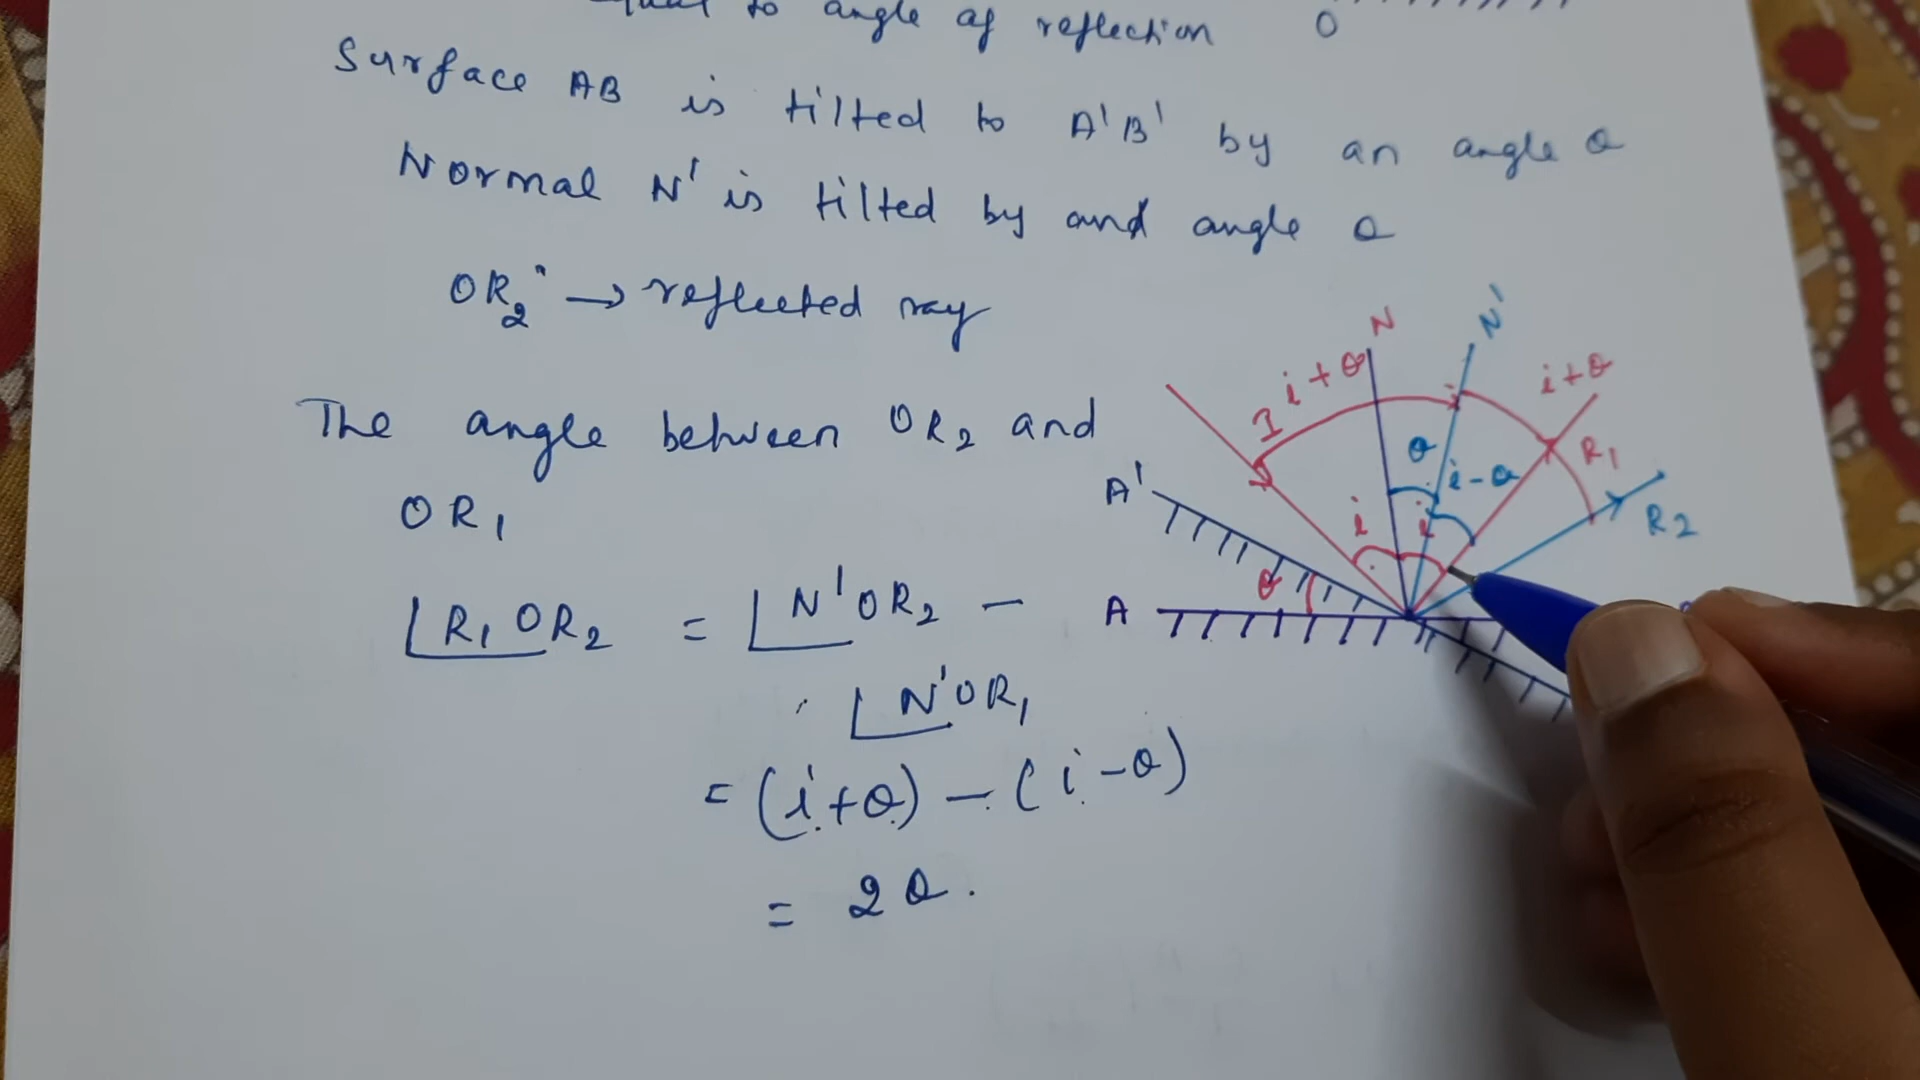 to angle of reflection
O
Surface AB is tilted to A'B' by an angle θ
Normal N' is tilted by and angle θ
OR2 → reflected ray
The angle between OR2 and
OR1
∠R1OR2 = ∠N'OR2 -
∠N'OR1
= (i+θ) - (i-θ)
= 2θ.
N
N'
i+θ
i+θ
I
θ
i-θ
R1
R2
A'
i
i
θ
A